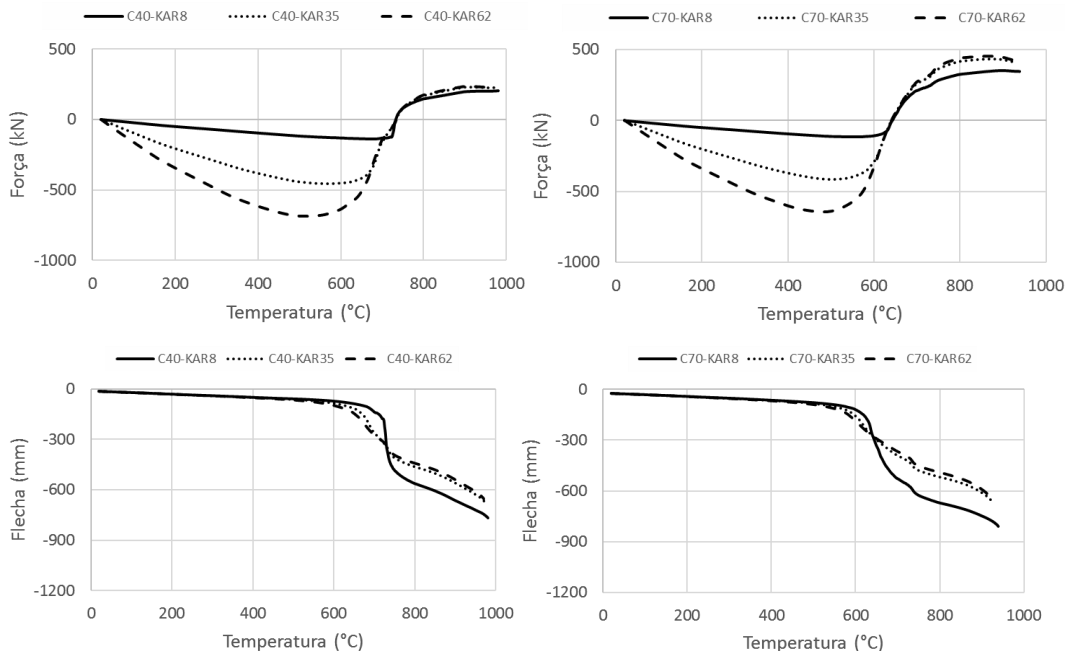 C40-KAR8 C40-KAR35 C40-KAR62
500
0
-500
-1000
Força (kN)
0 200 400 600 800 1000
Temperatura (°C)
C70-KAR8 C70-KAR35 C70-KAR62
500
0
-500
-1000
Força (kN)
0 200 400 600 800 1000
Temperatura (°C)
C40-KAR8 C40-KAR35 C40-KAR62
0
-300
-600
-900
-1200
Flecha (mm)
0 200 400 600 800 1000
Temperatura (°C)
C70-KAR8 C70-KAR35 C70-KAR62
0
-300
-600
-900
-1200
Flecha (mm)
0 200 400 600 800 1000
Temperatura (°C)